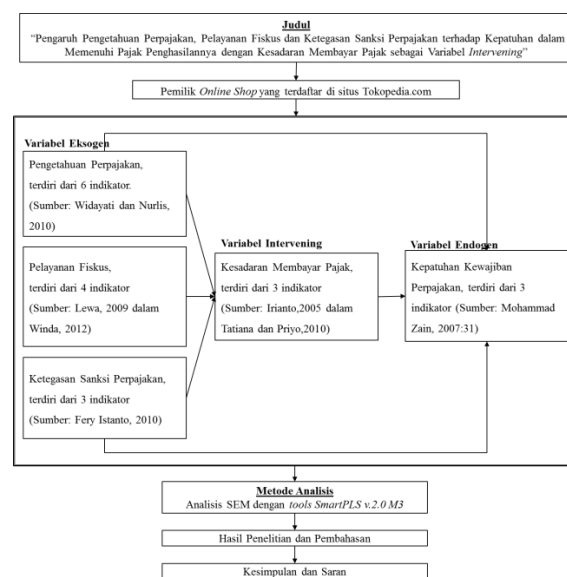 Judul
“Pengaruh Pengetahuan Perpajakan, Pelayanan Fiskus dan Ketegasan Sanksi Perpajakan terhadap Kepatuhan dalam
Memenuhi Pajak Penghasilannya dengan Kesadaran Membayar Pajak sebagai Variabel Intervening”
Pemilik Online Shop yang terdaftar di situs Tokopedia.com
Variabel Eksogen
Pengetahuan Perpajakan,
terdiri dari 6 indikator.
(Sumber: Widayati dan Nurlis,
2010)
Pelayanan Fiskus,
terdiri dari 4 indikator
(Sumber: Lewa, 2009 dalam
Winda, 2012)
Ketegasan Sanksi Perpajakan,
terdiri dari 3 indikator
(Sumber: Fery Istanto, 2010)
Variabel Intervening
Kesadaran Membayar Pajak,
terdiri dari 3 indikator
(Sumber: Irianto,2005 dalam
Tatiana dan Priyo,2010)
Variabel Endogen
Kepatuhan Kewajiban
Perpajakan, terdiri dari 3
indikator (Sumber: Mohammad
Zain, 2007:31)
Metode Analisis
Analisis SEM dengan tools SmartPLS v.2.0 M3
Hasil Penelitian dan Pembahasan
Kesimpulan dan Saran